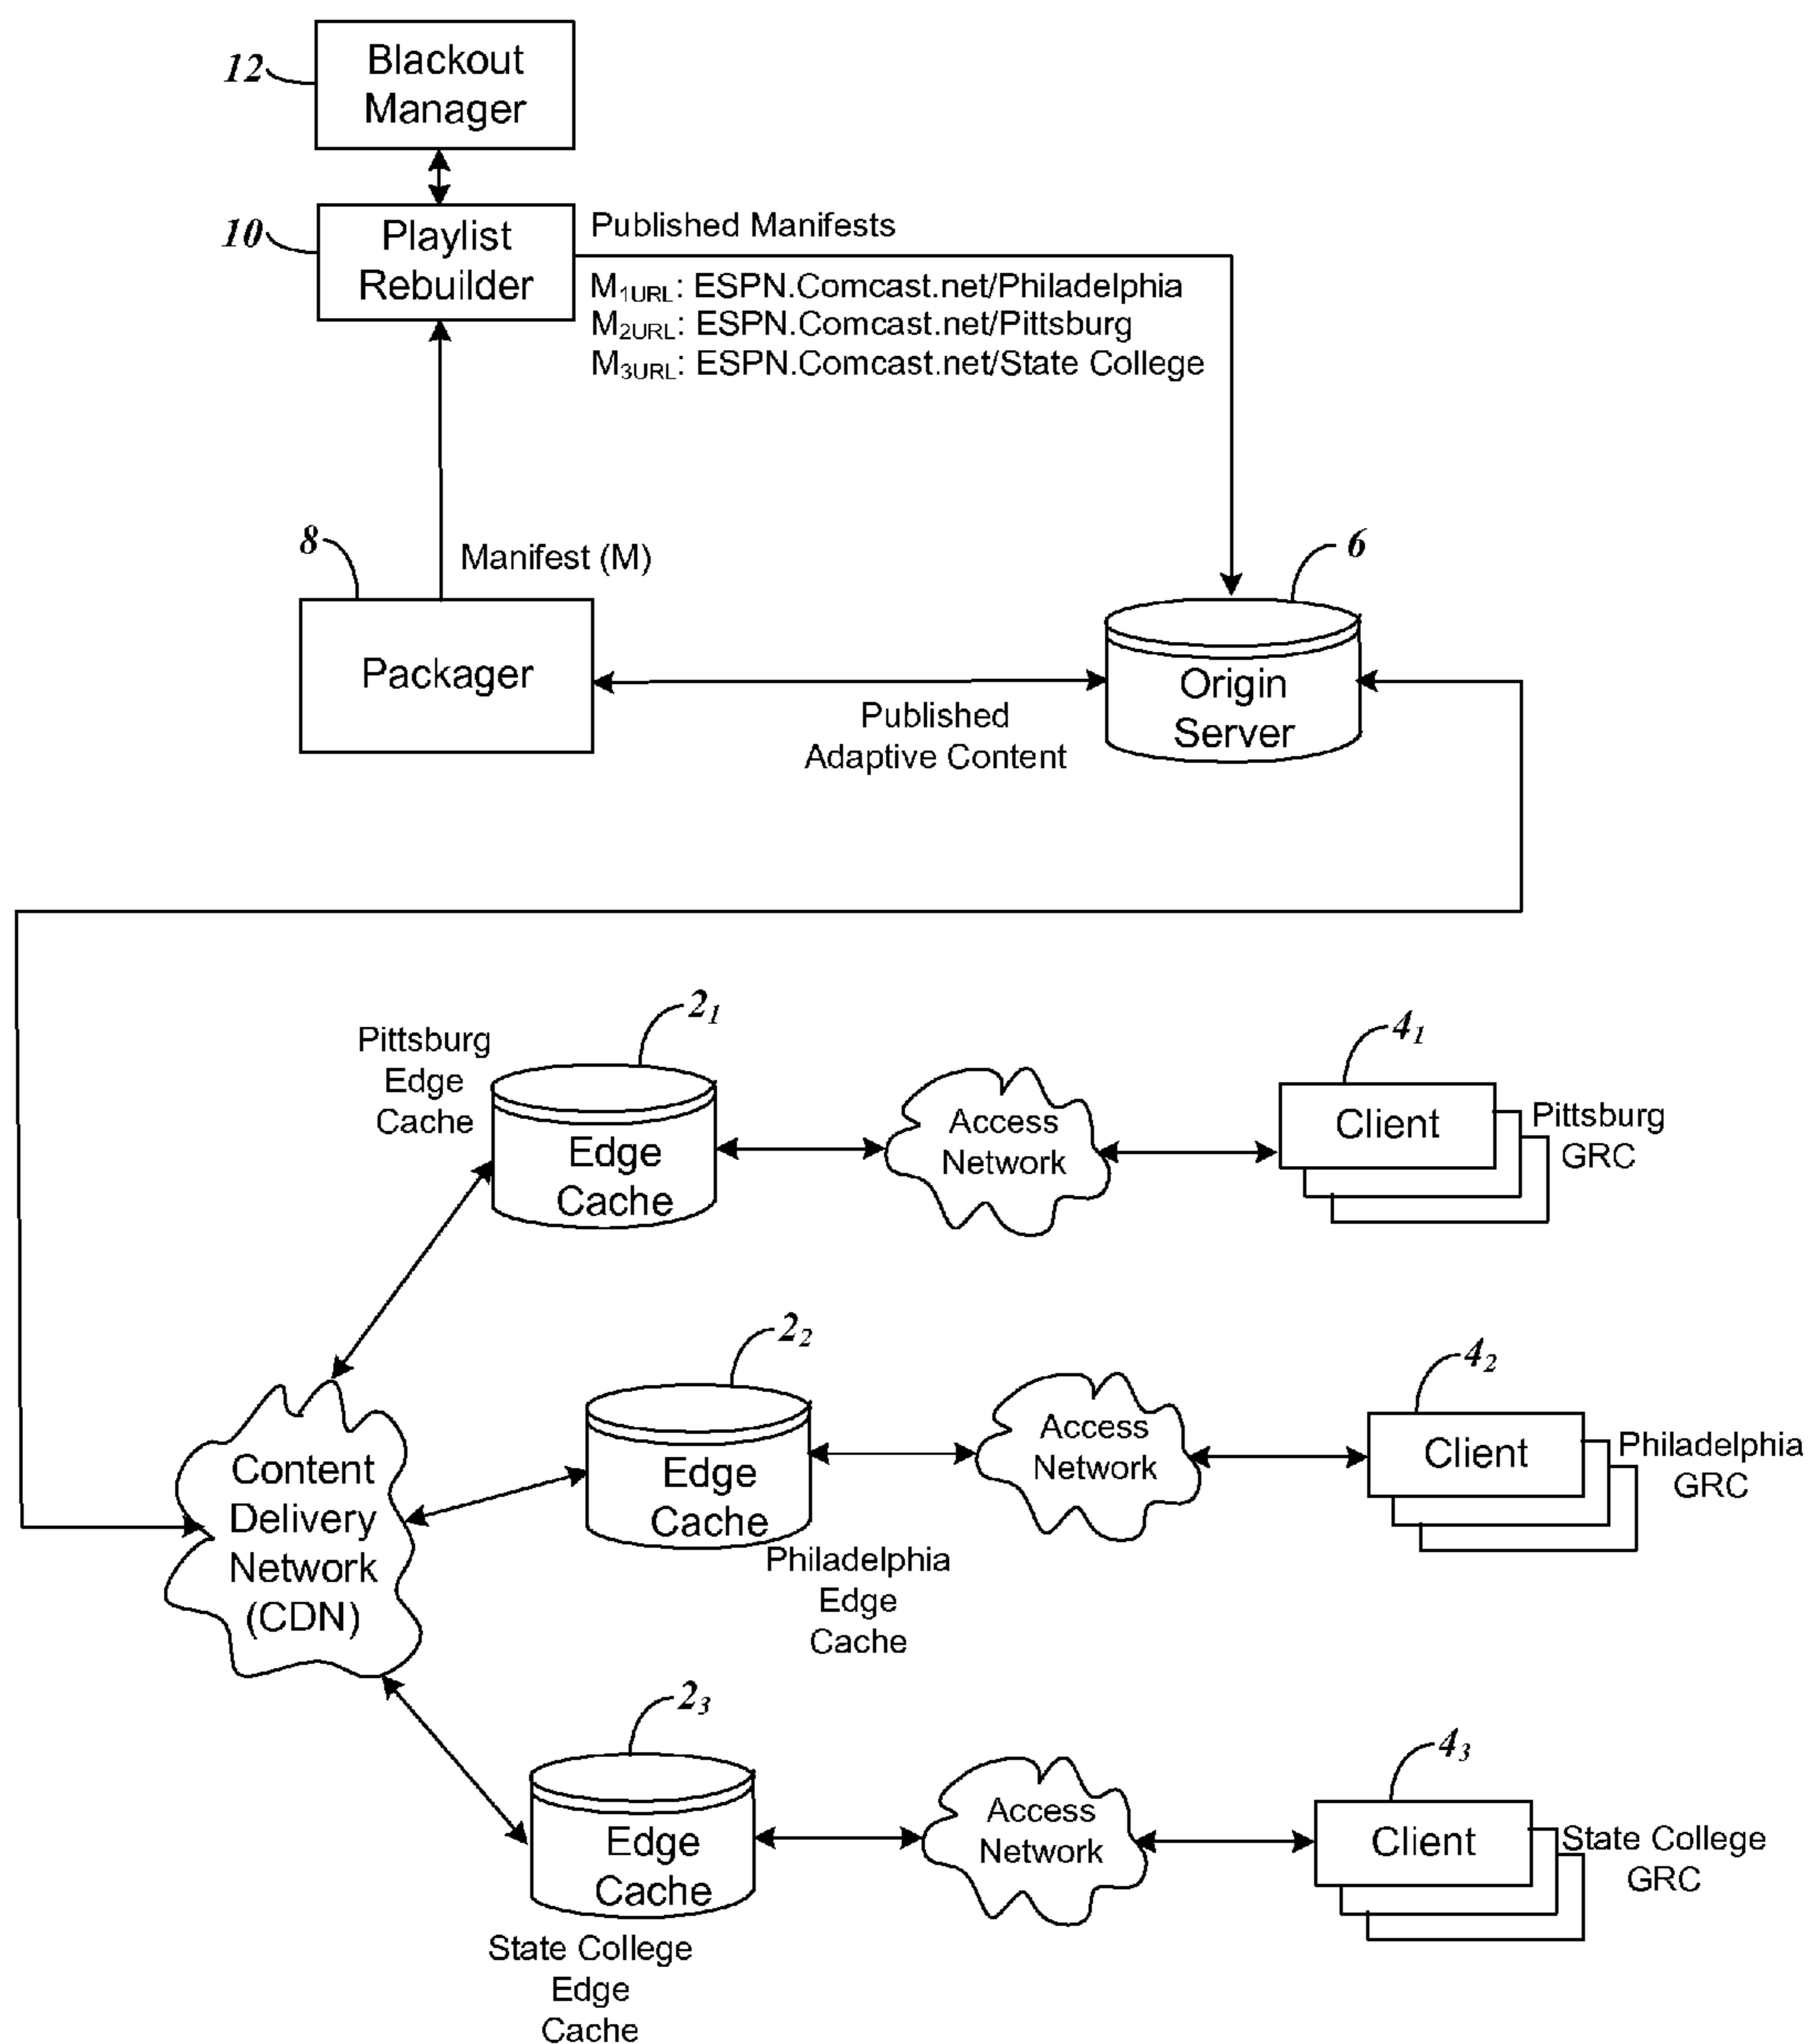 12
Blackout
Manager
10
Playlist
Rebuilder
Published Manifests
M1URL: ESPN.Comcast.net/Philadelphia
M2URL: ESPN.Comcast.net/Pittsburg
M3URL: ESPN.Comcast.net/State College
8
Manifest (M)
6
Packager
Origin
Server
Published
Adaptive Content
21
Pittsburg
Edge
Cache
Edge
Cache
Access
Network
41
Client
Pittsburg
GRC
22
Edge
Cache
Philadelphia
Edge
Cache
Access
Network
42
Client
Philadelphia
GRC
Content
Delivery
Network
(CDN)
23
Edge
Cache
State College
Edge
Cache
Access
Network
43
Client
State College
GRC